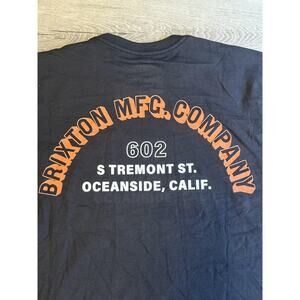 BRIXTON MFG. COMPANY
602
S TREMONT ST.
OCEANSIDE, CALIF.